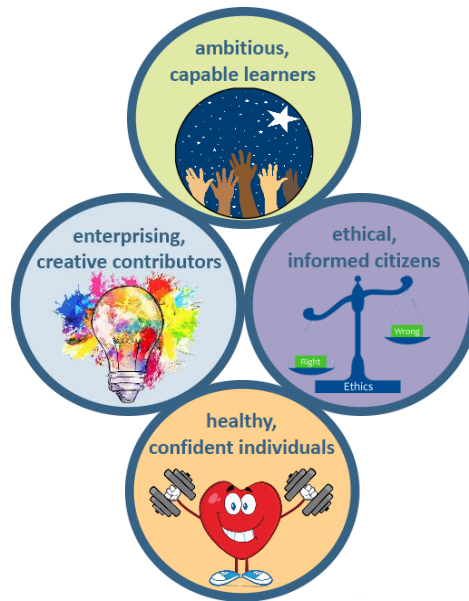 ambitious,
capable learners
enterprising,
creative contributors
ethical,
informed citizens
Wrong
Right
Ethics
healthy,
confident individuals